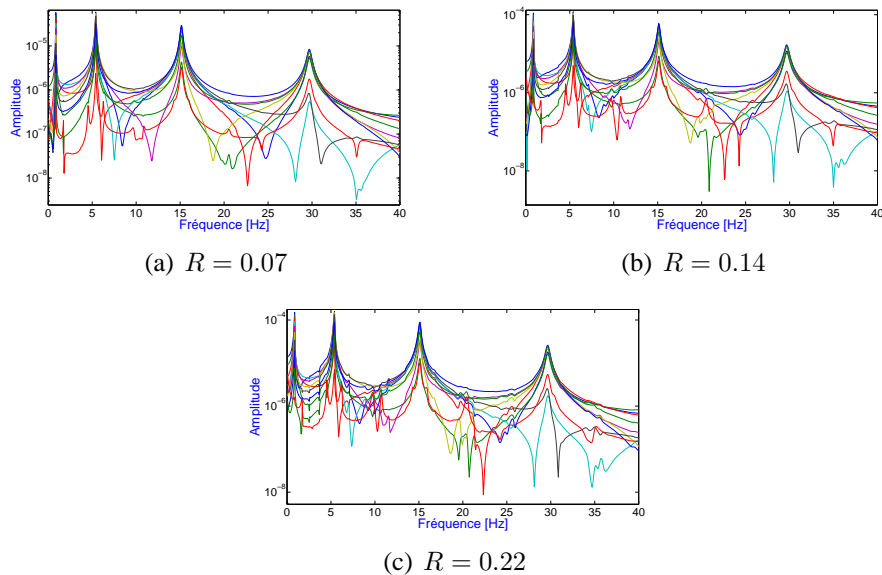 10⁻⁵
10⁻⁶
10⁻⁷
10⁻⁸
Amplitude
0 5 10 15 20 25 30 35 40
Fréquence [Hz]
(a) R = 0.07
10⁻⁴
10⁻⁶
10⁻⁸
Amplitude
0 5 10 15 20 25 30 35 40
Fréquence [Hz]
(b) R = 0.14
10⁻⁴
10⁻⁶
10⁻⁸
Amplitude
0 5 10 15 20 25 30 35 40
Fréquence [Hz]
(c) R = 0.22